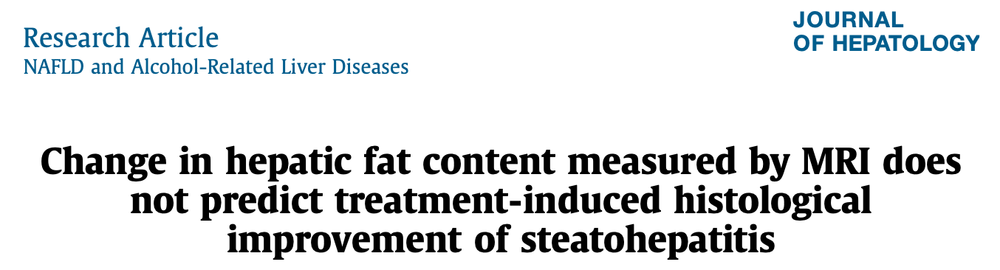 Research Article
NAFLD and Alcohol-Related Liver Diseases
JOURNAL
OF HEPATOLOGY
Change in hepatic fat content measured by MRI does
not predict treatment-induced histological
improvement of steatohepatitis